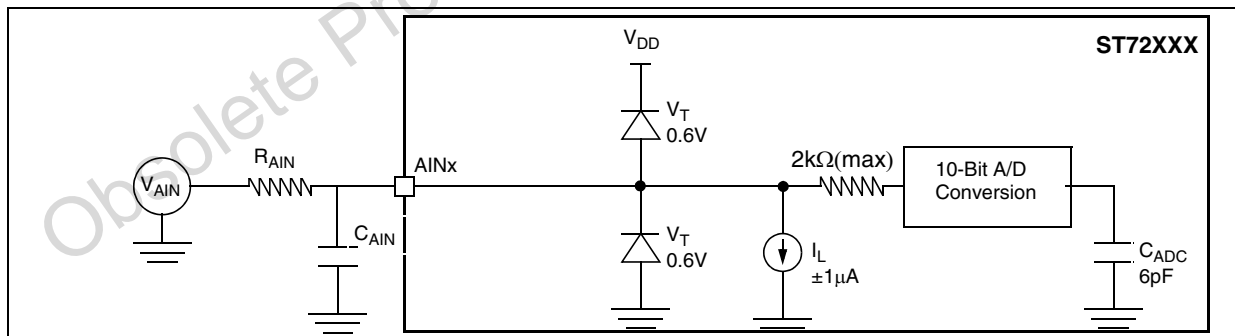 Obsolete Pro
V_DD
ST72XXX
V_T
0.6V
R_AIN
AINx
2kΩ(max)
10-Bit A/D
Conversion
V_AIN
C_AIN
V_T
0.6V
I_L
±1μA
C_ADC
6pF